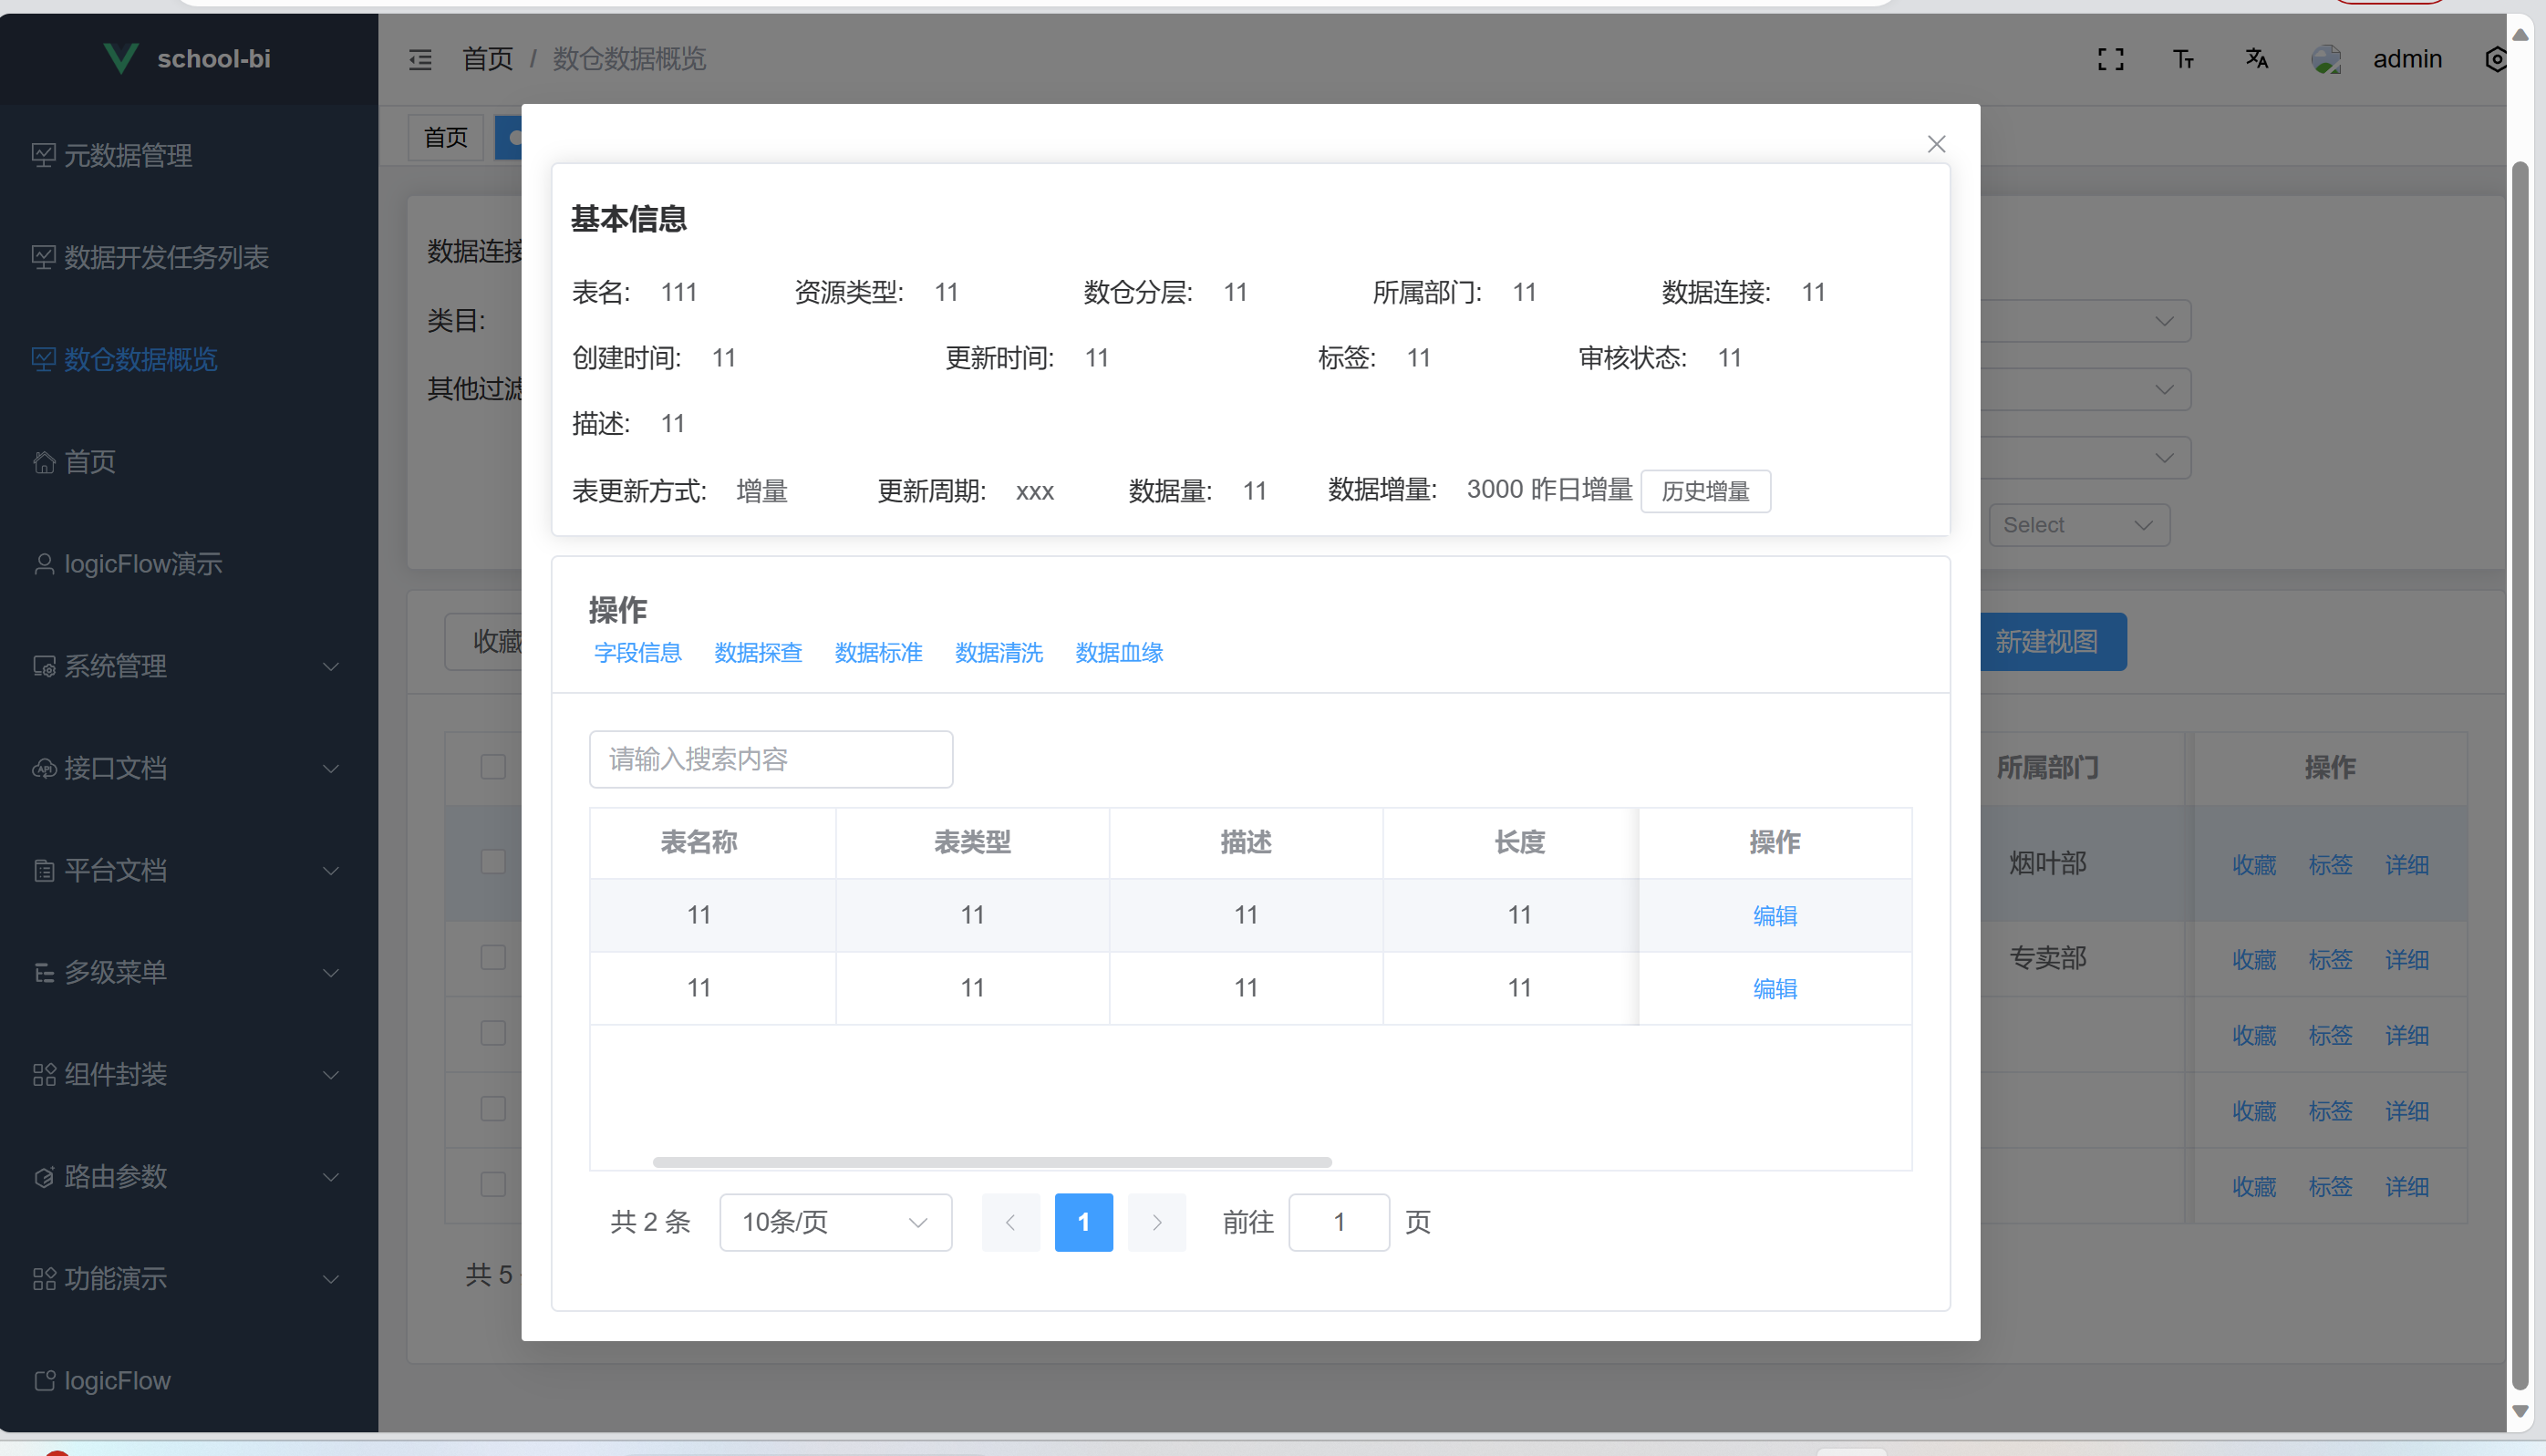 school-bi
首页 / 数仓数据概览
admin
元数据管理
数据开发任务列表
数仓数据概览
首页
logicFlow演示
系统管理
接口文档
平台文档
多级菜单
组件封装
路由参数
功能演示
logicFlow
首页
数据连接
类目:
其他过滤
Select
收藏
新建视图
所属部门 操作
烟叶部 收藏 标签 详细
专卖部 收藏 标签 详细
收藏 标签 详细
收藏 标签 详细
收藏 标签 详细
共 5
基本信息
表名: 111 资源类型: 11 数仓分层: 11 所属部门: 11 数据连接: 11
创建时间: 11 更新时间: 11 标签: 11 审核状态: 11
描述: 11
表更新方式: 增量 更新周期: xxx 数据量: 11 数据增量: 3000 昨日增量 历史增量
操作
字段信息 数据探查 数据标准 数据清洗 数据血缘
请输入搜索内容
表名称 表类型 描述 长度 操作
11 11 11 11 编辑
11 11 11 11 编辑
共 2 条 10条/页 1 前往 1 页